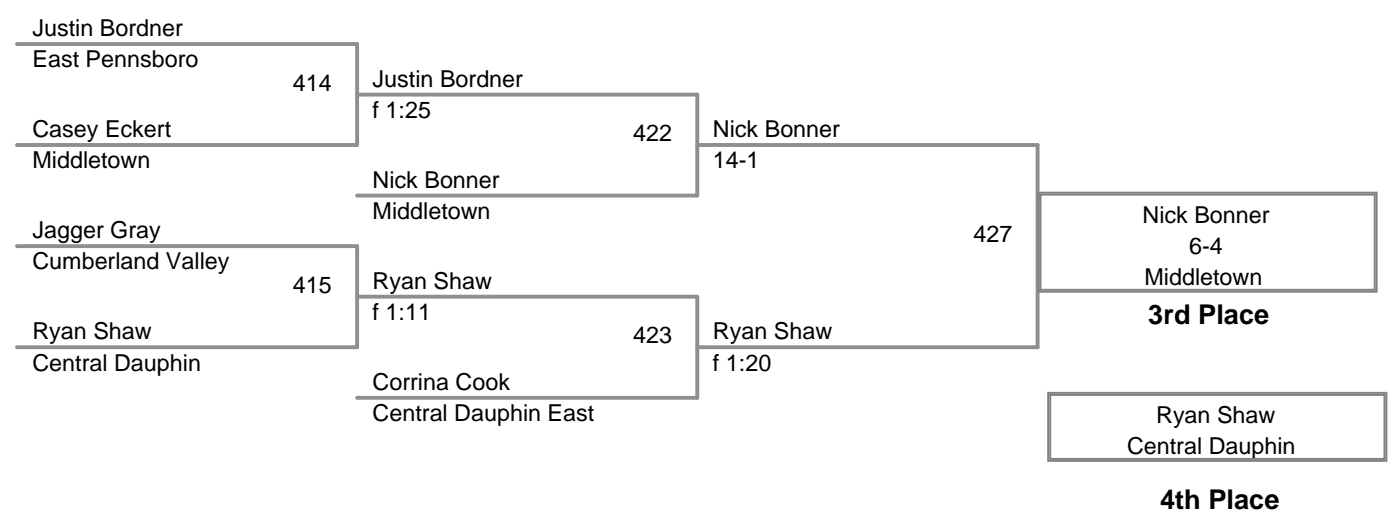 Justin Bordner
East Pennsboro
414
Justin Bordner
f 1:25
Casey Eckert
Middletown
422
Nick Bonner
14-1
Nick Bonner
Middletown
Jagger Gray
Cumberland Valley
427
Nick Bonner
6-4
Middletown
3rd Place
415
Ryan Shaw
f 1:11
Ryan Shaw
Central Dauphin
423
Ryan Shaw
f 1:20
Corrina Cook
Central Dauphin East
Ryan Shaw
Central Dauphin
4th Place